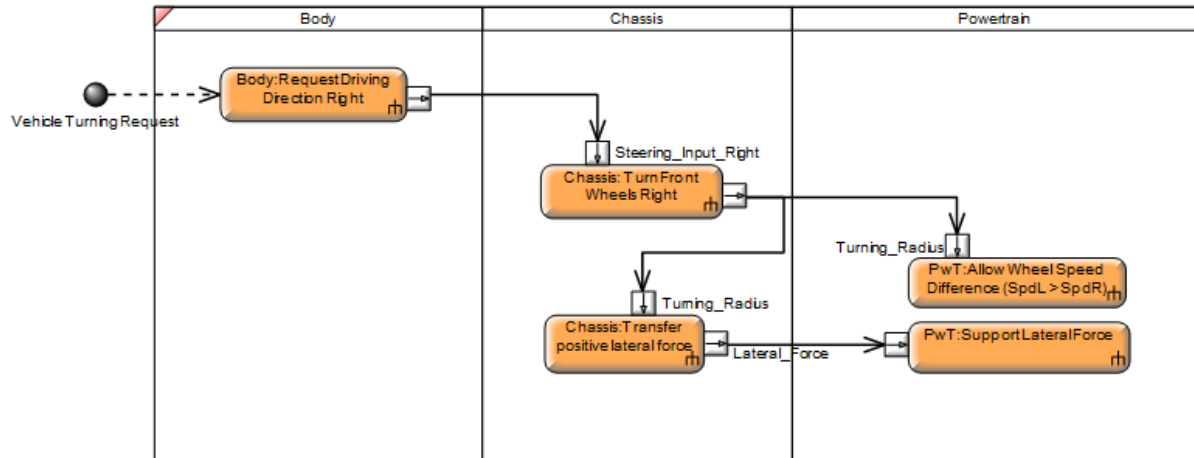 Body
Chassis
Powertrain
Body:Request Driving
Direction Right
Vehicle Turning Request
Steering_Input_Right
Chassis: Turn Front
Wheels Right
Turning_Radius
PwT:Allow Wheel Speed
Difference (SpdL > SpdR)
Turning_Radius
Chassis:Transfer
positive lateral force
Lateral_Force
PwT:Support Lateral Force